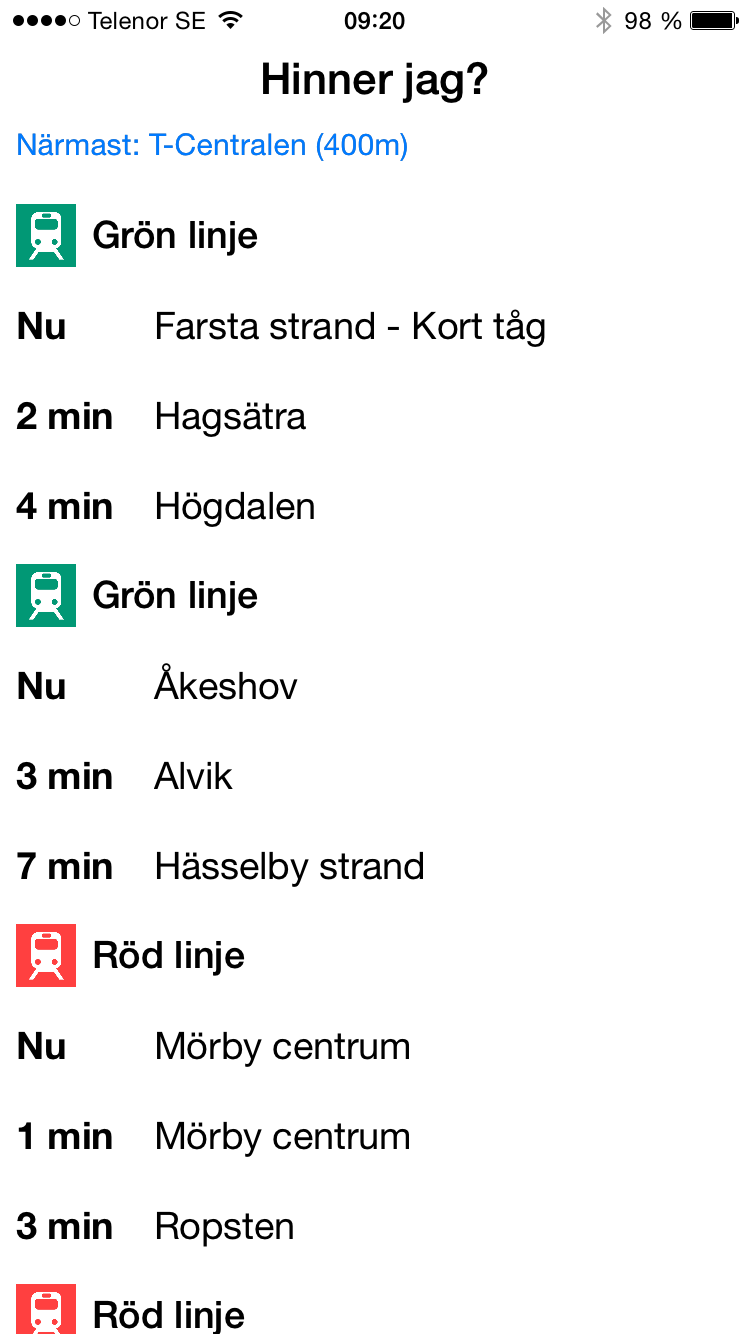 Telenor SE 09:20 98 %
Hinner jag?
Närmast: T-Centralen (400m)
Grön linje
Nu Farsta strand - Kort tåg
2 min Hagsätra
4 min Högdalen
Grön linje
Nu Åkeshov
3 min Alvik
7 min Hässelby strand
Röd linje
Nu Mörby centrum
1 min Mörby centrum
3 min Ropsten
Röd linje